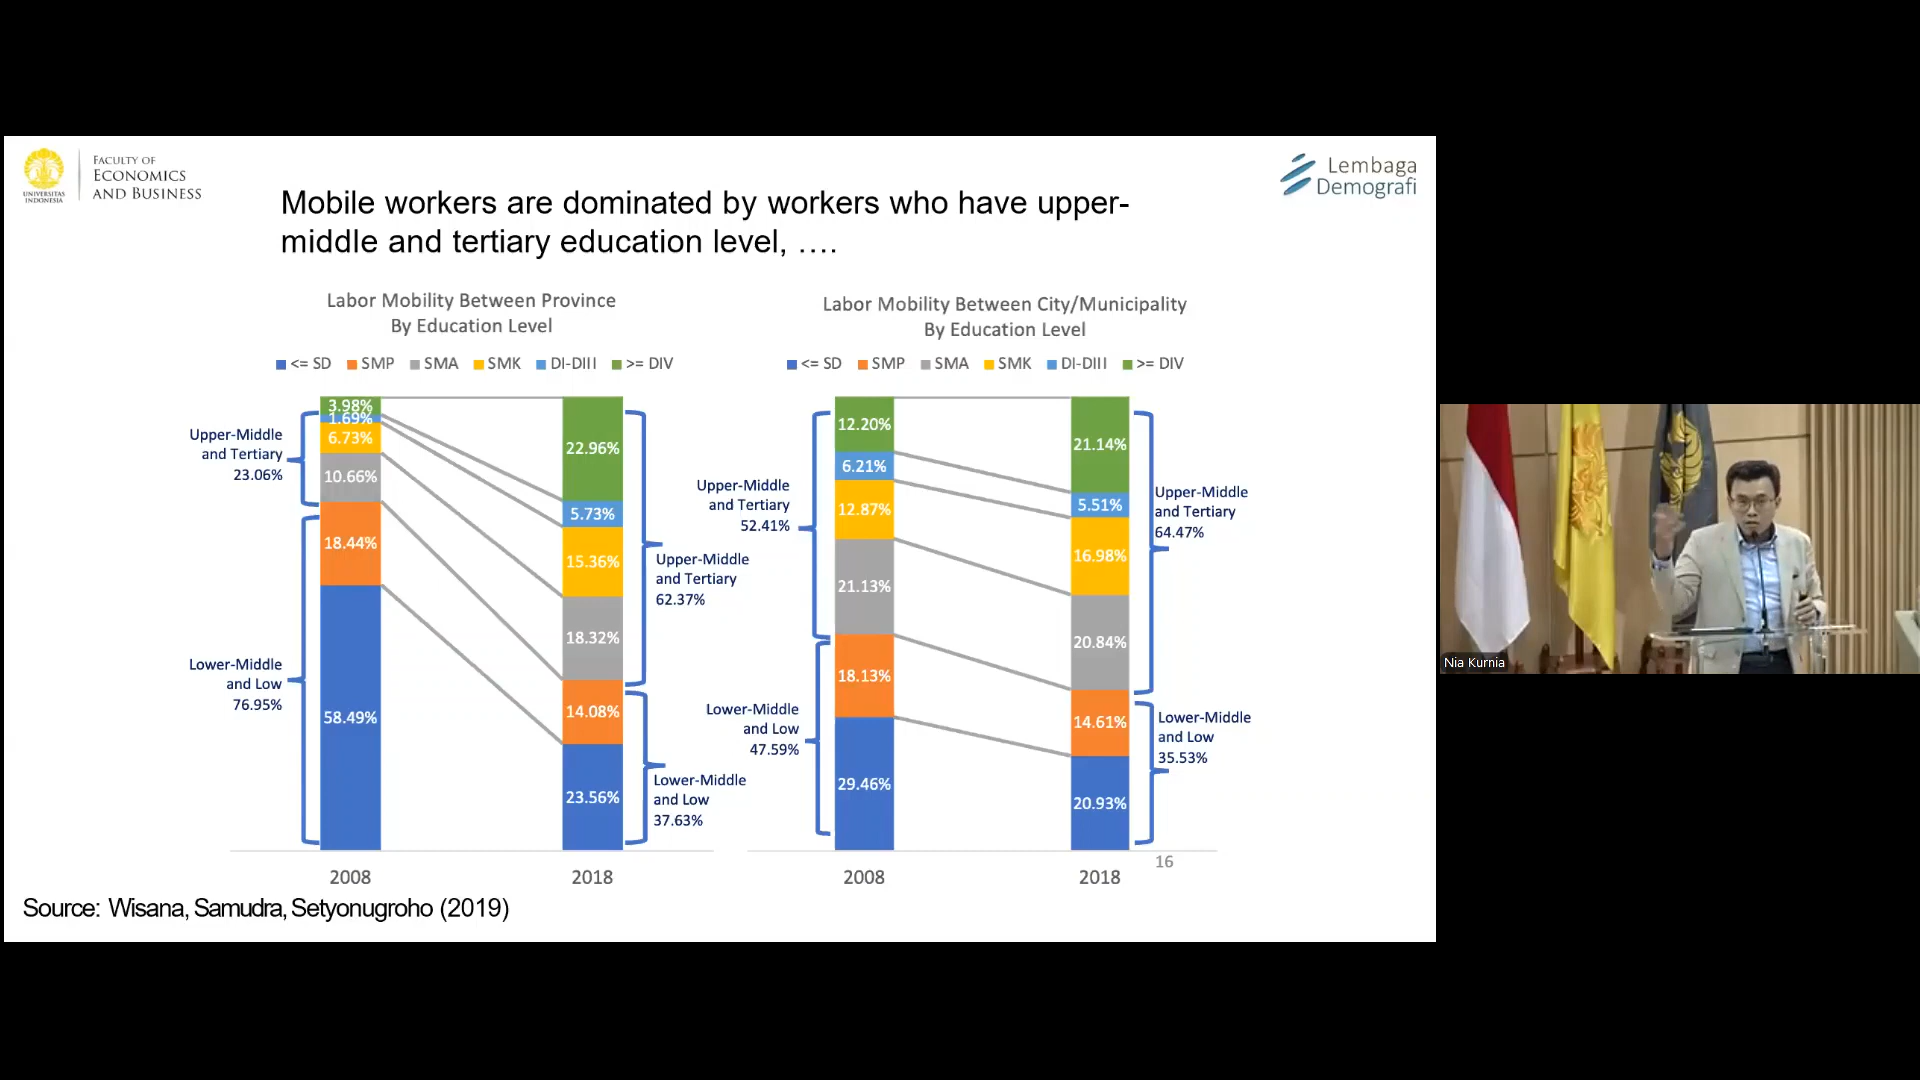 UNIVERSITAS
INDONESIA
FACULTY OF
ECONOMICS
AND BUSINESS
Lembaga
Demografi
Mobile workers are dominated by workers who have upper-
middle and tertiary education level, ….
Labor Mobility Between Province
By Education Level
<= SD SMP SMA SMK DI-DIII >= DIV
3.98%
1.69%
6.73%
10.66%
18.44%
58.49%
Upper-Middle
and Tertiary
23.06%
Lower-Middle
and Low
76.95%
22.96%
5.73%
15.36%
18.32%
14.08%
23.56%
Upper-Middle
and Tertiary
62.37%
Lower-Middle
and Low
37.63%
2008
2018
Labor Mobility Between City/Municipality
By Education Level
<= SD SMP SMA SMK DI-DIII >= DIV
Upper-Middle
and Tertiary
52.41%
Lower-Middle
and Low
47.59%
12.20%
6.21%
12.87%
21.13%
18.13%
29.46%
21.14%
5.51%
16.98%
20.84%
14.61%
20.93%
Upper-Middle
and Tertiary
64.47%
Lower-Middle
and Low
35.53%
2008
2018
16
Source: Wisana, Samudra, Setyonugroho (2019)
Nia Kurnia